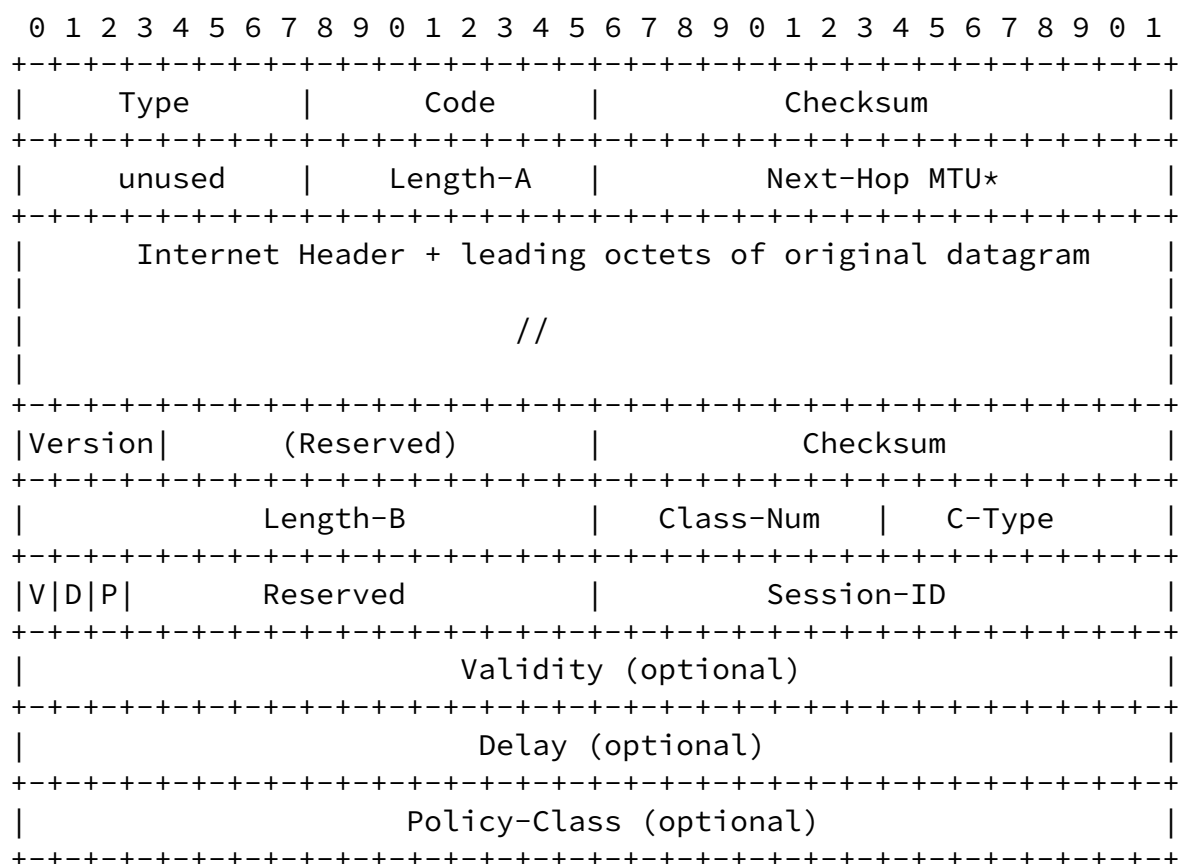 0 1 2 3 4 5 6 7 8 9 0 1 2 3 4 5 6 7 8 9 0 1 2 3 4 5 6 7 8 9 0 1
+-+-+-+-+-+-+-+-+-+-+-+-+-+-+-+-+-+-+-+-+-+-+-+-+-+-+-+-+-+-+-+-+
|     Type      |      Code     |          Checksum             |
+-+-+-+-+-+-+-+-+-+-+-+-+-+-+-+-+-+-+-+-+-+-+-+-+-+-+-+-+-+-+-+-+
|     unused    |    Length-A   |         Next-Hop MTU*         |
+-+-+-+-+-+-+-+-+-+-+-+-+-+-+-+-+-+-+-+-+-+-+-+-+-+-+-+-+-+-+-+-+
|      Internet Header + leading octets of original datagram    |
|                                                               |
|                           //                                  |
|                                                               |
+-+-+-+-+-+-+-+-+-+-+-+-+-+-+-+-+-+-+-+-+-+-+-+-+-+-+-+-+-+-+-+-+
|Version|      (Reserved)       |           Checksum            |
+-+-+-+-+-+-+-+-+-+-+-+-+-+-+-+-+-+-+-+-+-+-+-+-+-+-+-+-+-+-+-+-+
|             Length-B          |   Class-Num   |   C-Type      |
+-+-+-+-+-+-+-+-+-+-+-+-+-+-+-+-+-+-+-+-+-+-+-+-+-+-+-+-+-+-+-+-+
|V|D|P|       Reserved          |         Session-ID            |
+-+-+-+-+-+-+-+-+-+-+-+-+-+-+-+-+-+-+-+-+-+-+-+-+-+-+-+-+-+-+-+-+
|                        Validity (optional)                    |
+-+-+-+-+-+-+-+-+-+-+-+-+-+-+-+-+-+-+-+-+-+-+-+-+-+-+-+-+-+-+-+-+
|                         Delay (optional)                      |
+-+-+-+-+-+-+-+-+-+-+-+-+-+-+-+-+-+-+-+-+-+-+-+-+-+-+-+-+-+-+-+-+
|                     Policy-Class (optional)                   |
+-+-+-+-+-+-+-+-+-+-+-+-+-+-+-+-+-+-+-+-+-+-+-+-+-+-+-+-+-+-+-+-+